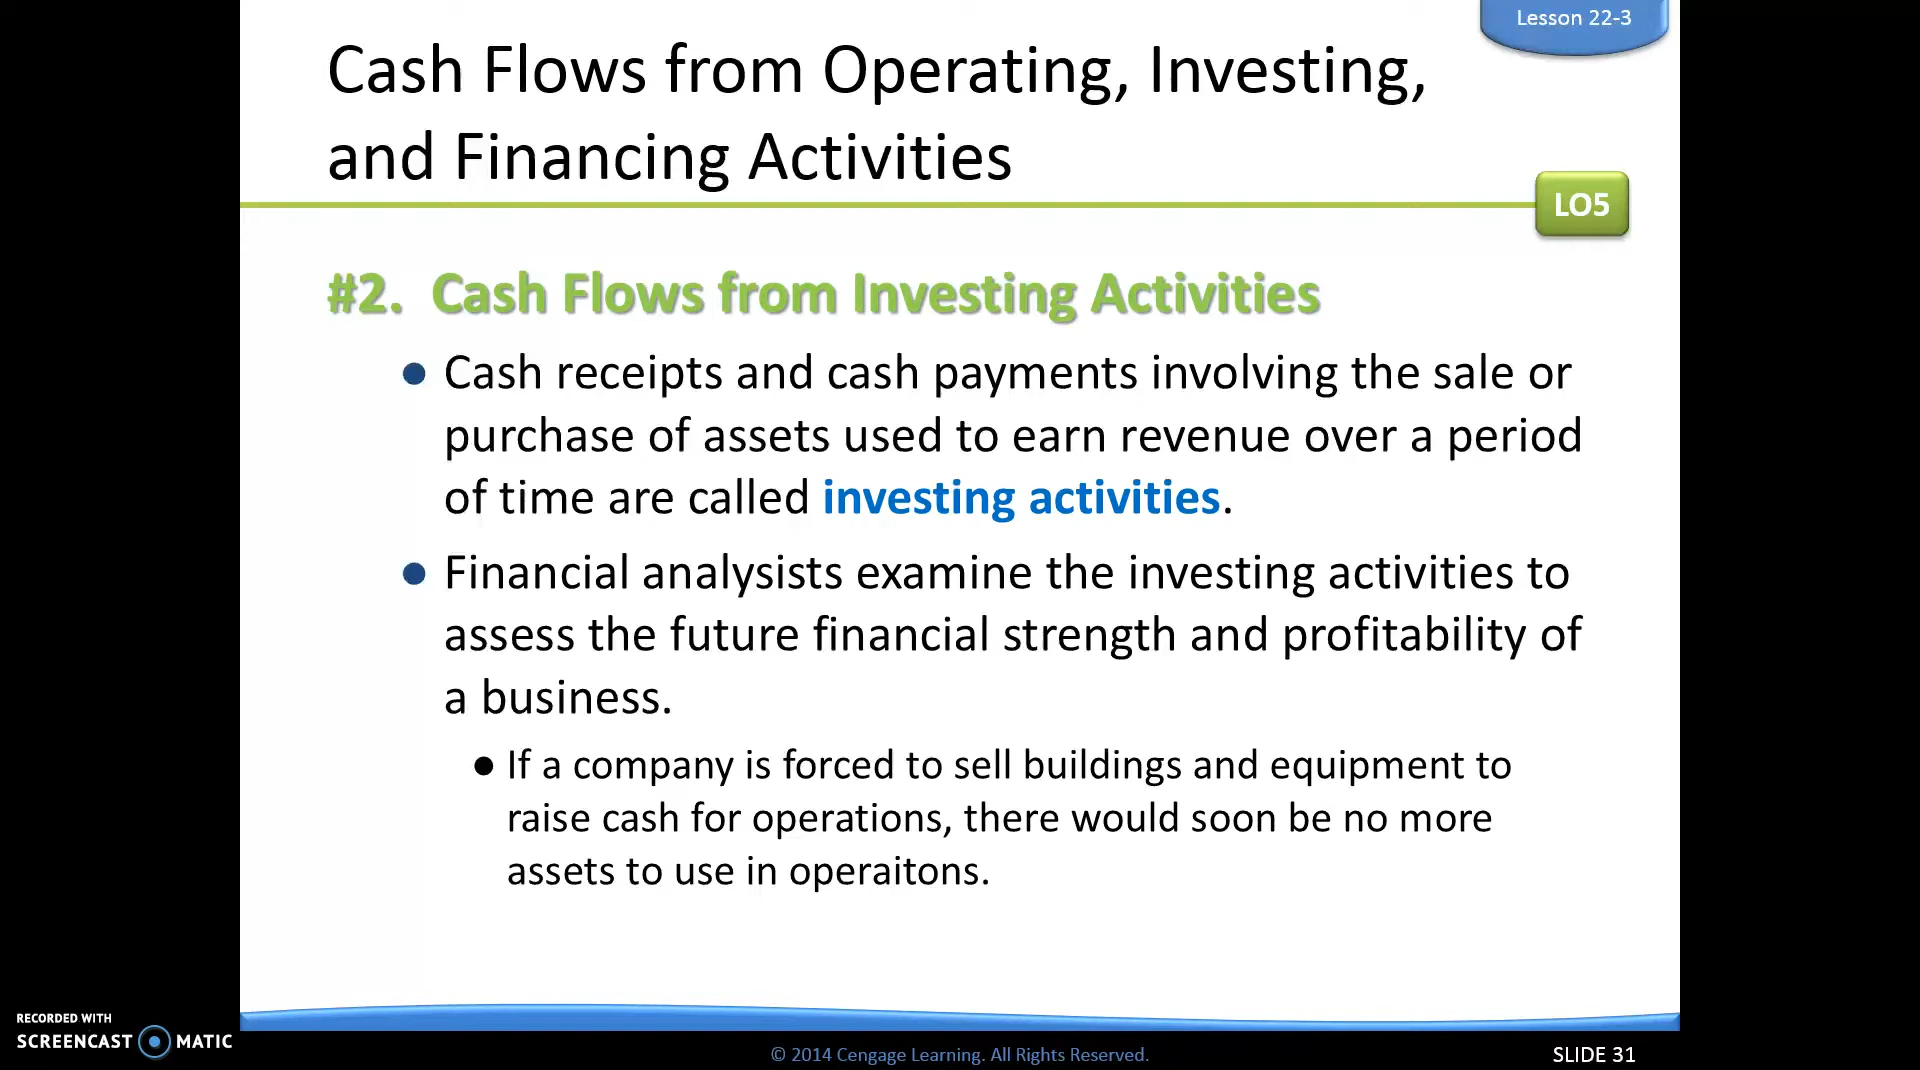 Lesson 22-3
Cash Flows from Operating, Investing,
and Financing Activities
LO5
#2. Cash Flows from Investing Activities
● Cash receipts and cash payments involving the sale or
purchase of assets used to earn revenue over a period
of time are called investing activities.
● Financial analysists examine the investing activities to
assess the future financial strength and profitability of
a business.
● If a company is forced to sell buildings and equipment to
raise cash for operations, there would soon be no more
assets to use in operaitons.
RECORDED WITH
SCREENCAST MATIC
© 2014 Cengage Learning. All Rights Reserved.
SLIDE 31